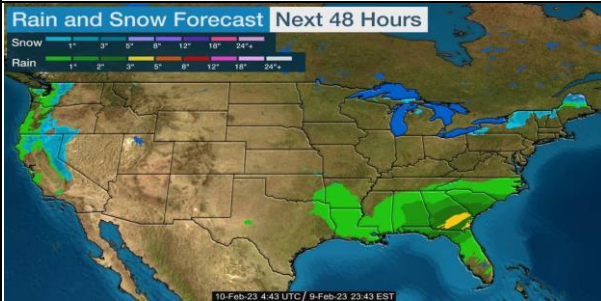 Rain and Snow Forecast Next 48 Hours
Snow 1" 3" 5" 8" 12" 18" 24"+
Rain 1" 2" 3" 5" 8" 12" 18" 24"+
10-Feb-23 4:43 UTC / 9-Feb-23 23:43 EST